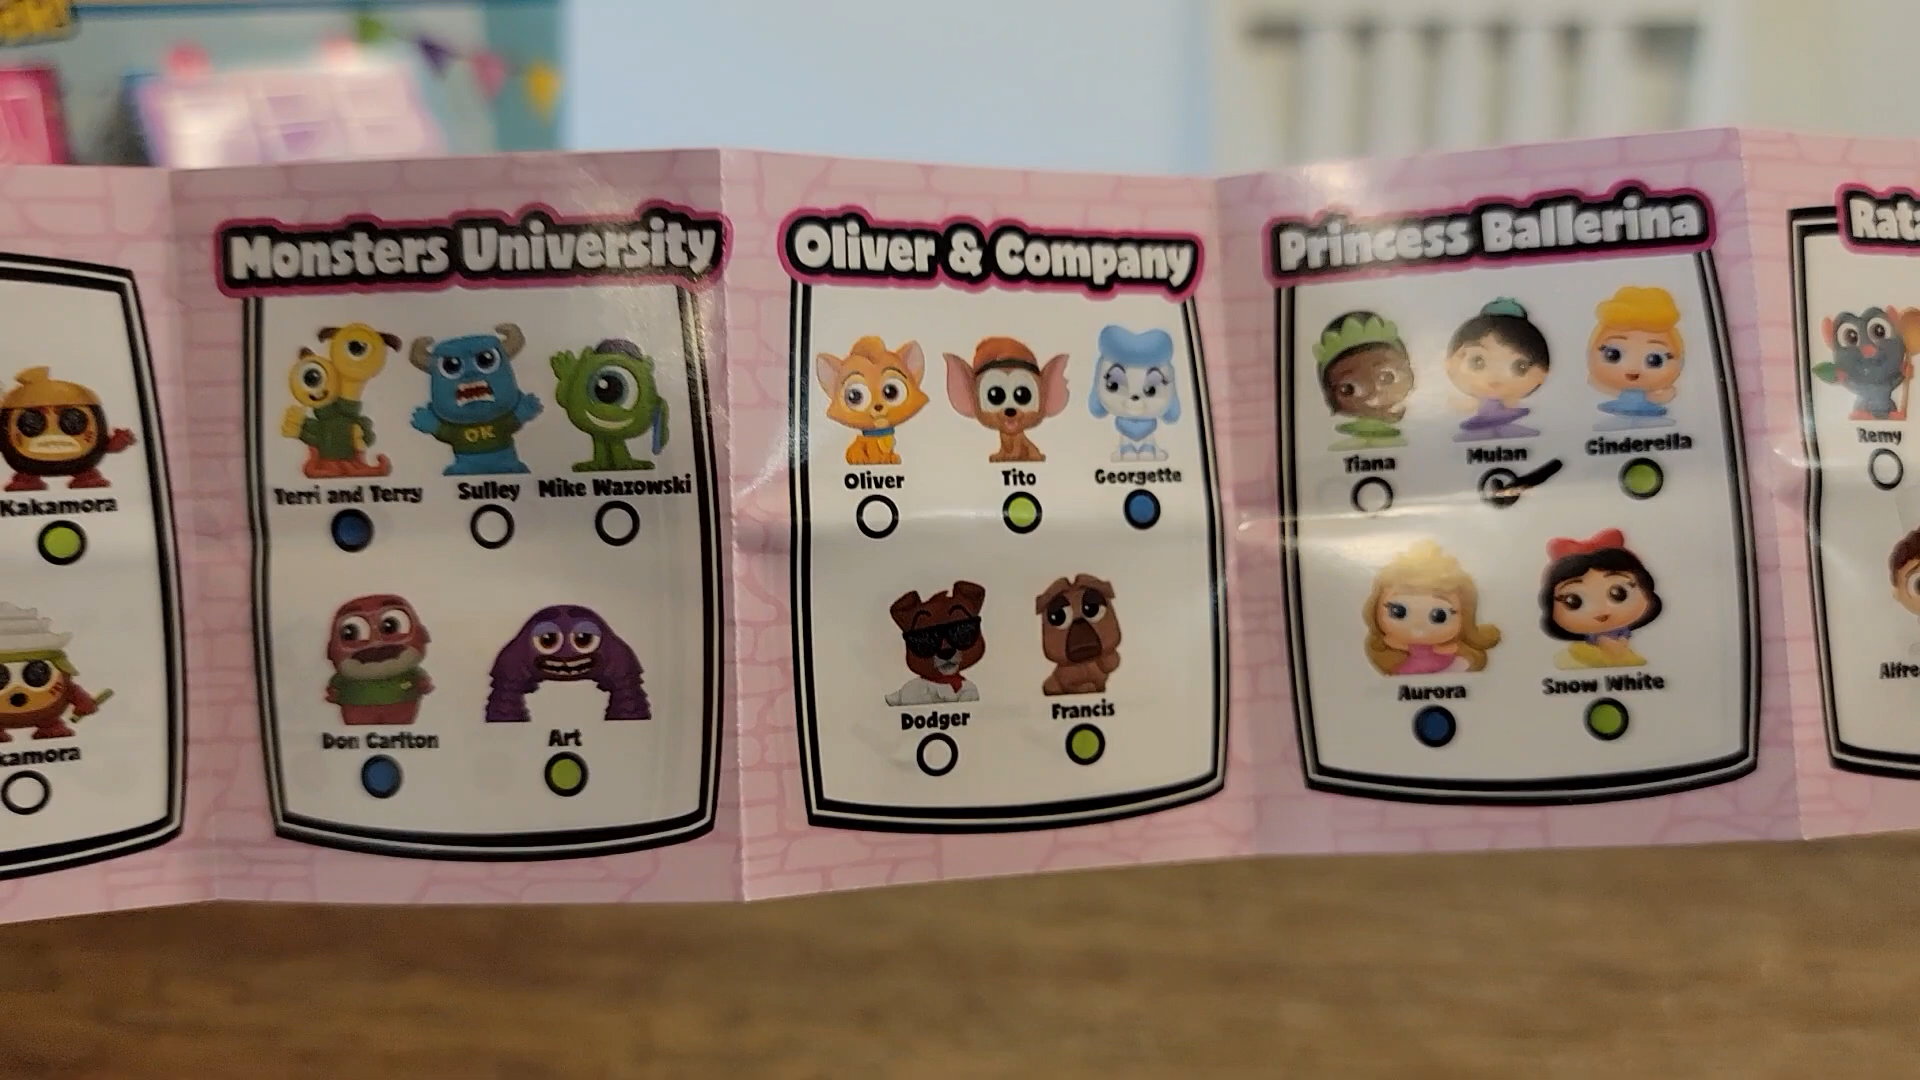 Kakamora
Monsters University
Terri and Terry
Sulley
Mike Wazowski
OK
Don Carlton
Art
Oliver & Company
Oliver
Tito
Georgette
Dodger
Francis
Princess Ballerina
Tiana
Mulan
Cinderella
Aurora
Snow White
Remy